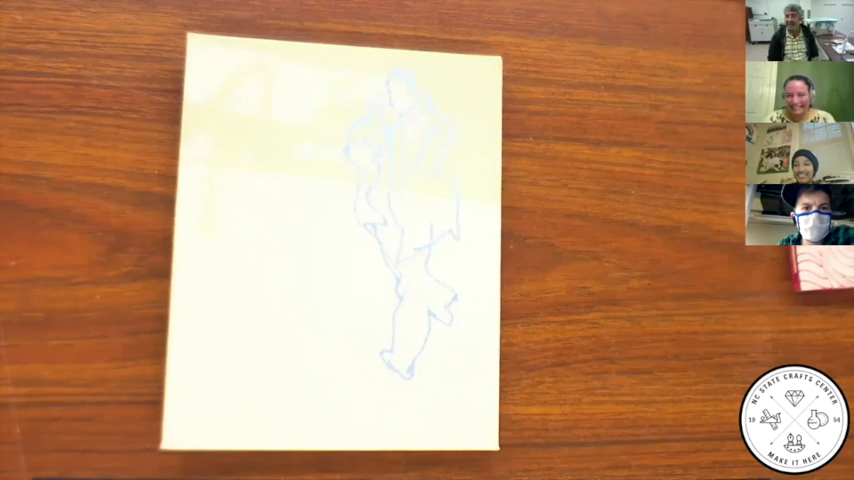 NC STATE CRAFTS CENTER
19 54
MAKE IT HERE